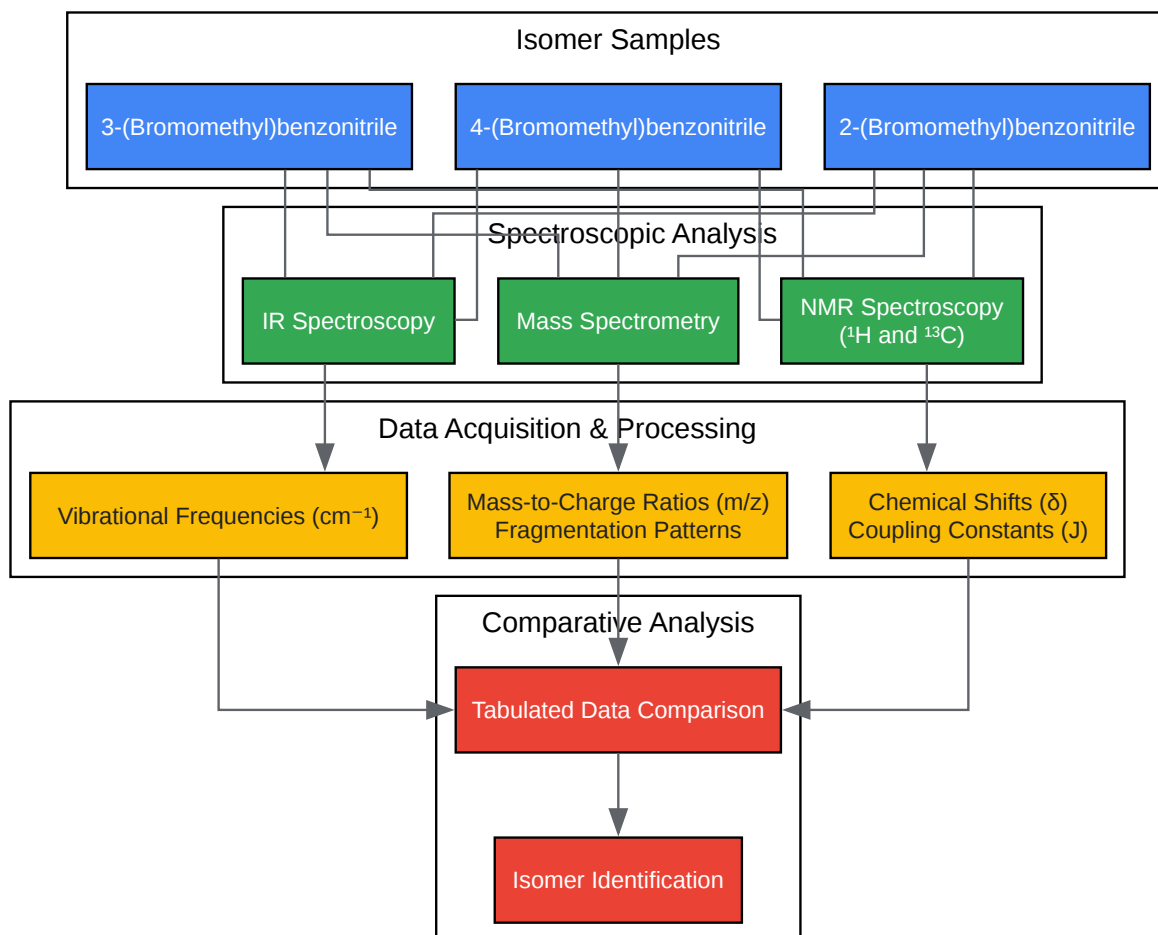 Isomer Samples
3-(Bromomethyl)benzonitrile
4-(Bromomethyl)benzonitrile
2-(Bromomethyl)benzonitrile
Spectroscopic Analysis
IR Spectroscopy
Mass Spectrometry
NMR Spectroscopy
(¹H and ¹³C)
Data Acquisition & Processing
Vibrational Frequencies (cm⁻¹)
Mass-to-Charge Ratios (m/z)
Fragmentation Patterns
Chemical Shifts (δ)
Coupling Constants (J)
Comparative Analysis
Tabulated Data Comparison
Isomer Identification